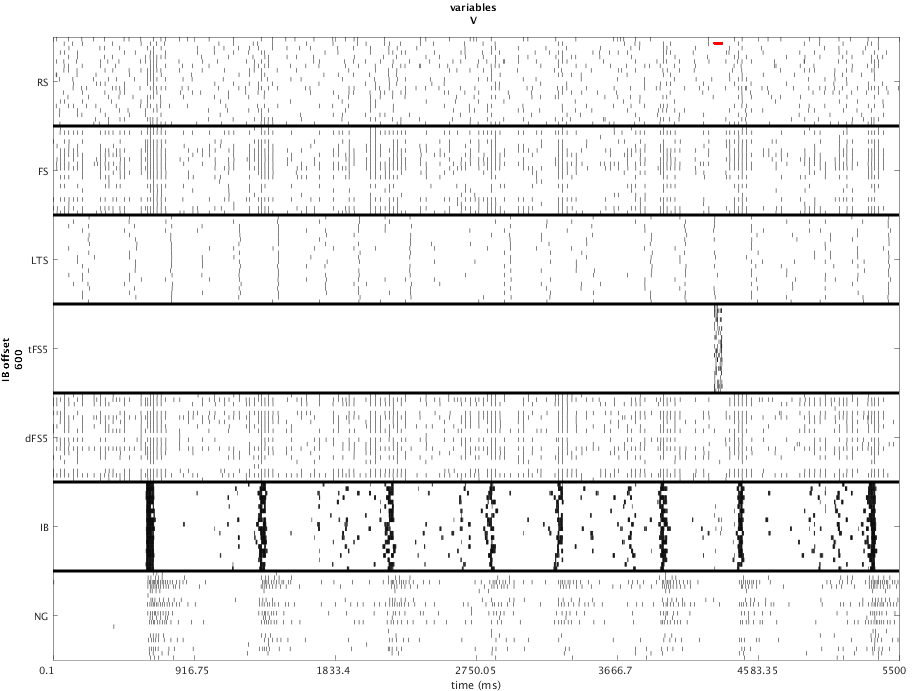 variables
V
RS
FS
LTS
tFS5
dFS5
IB
NG
IB offset
600
0.1 916.75 1833.4 2750.05 3666.7 4583.35 5500
time (ms)